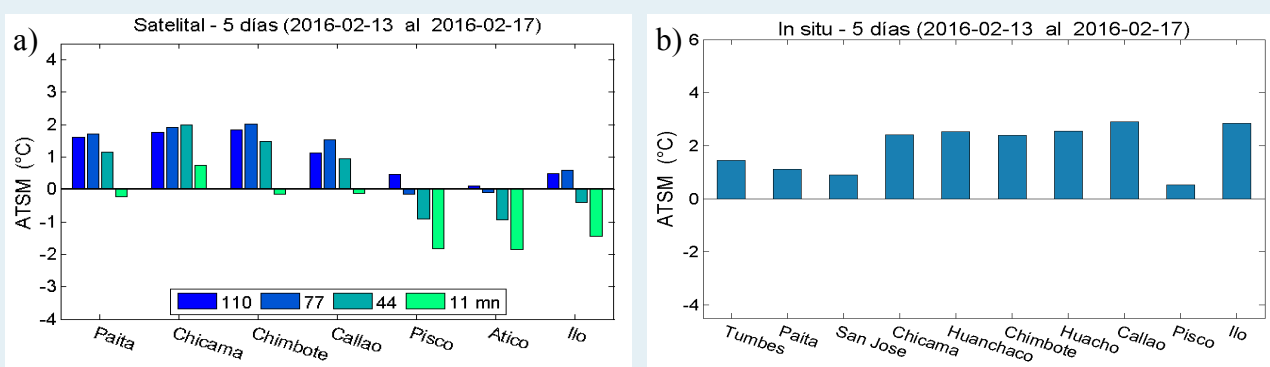 a)
Satelital - 5 días (2016-02-13 al 2016-02-17)
ATSM (°C)
4
3
2
1
0
-1
-2
-3
-4
110 77 44 11 mn
Paita Chicama Chimbote Callao Pisco Atico Ilo
b)
In situ - 5 días (2016-02-13 al 2016-02-17)
ATSM (°C)
6
4
2
0
-2
-4
Tumbes Paita San Jose Chicama Huanchaco Chimbote Huacho Callao Pisco Ilo